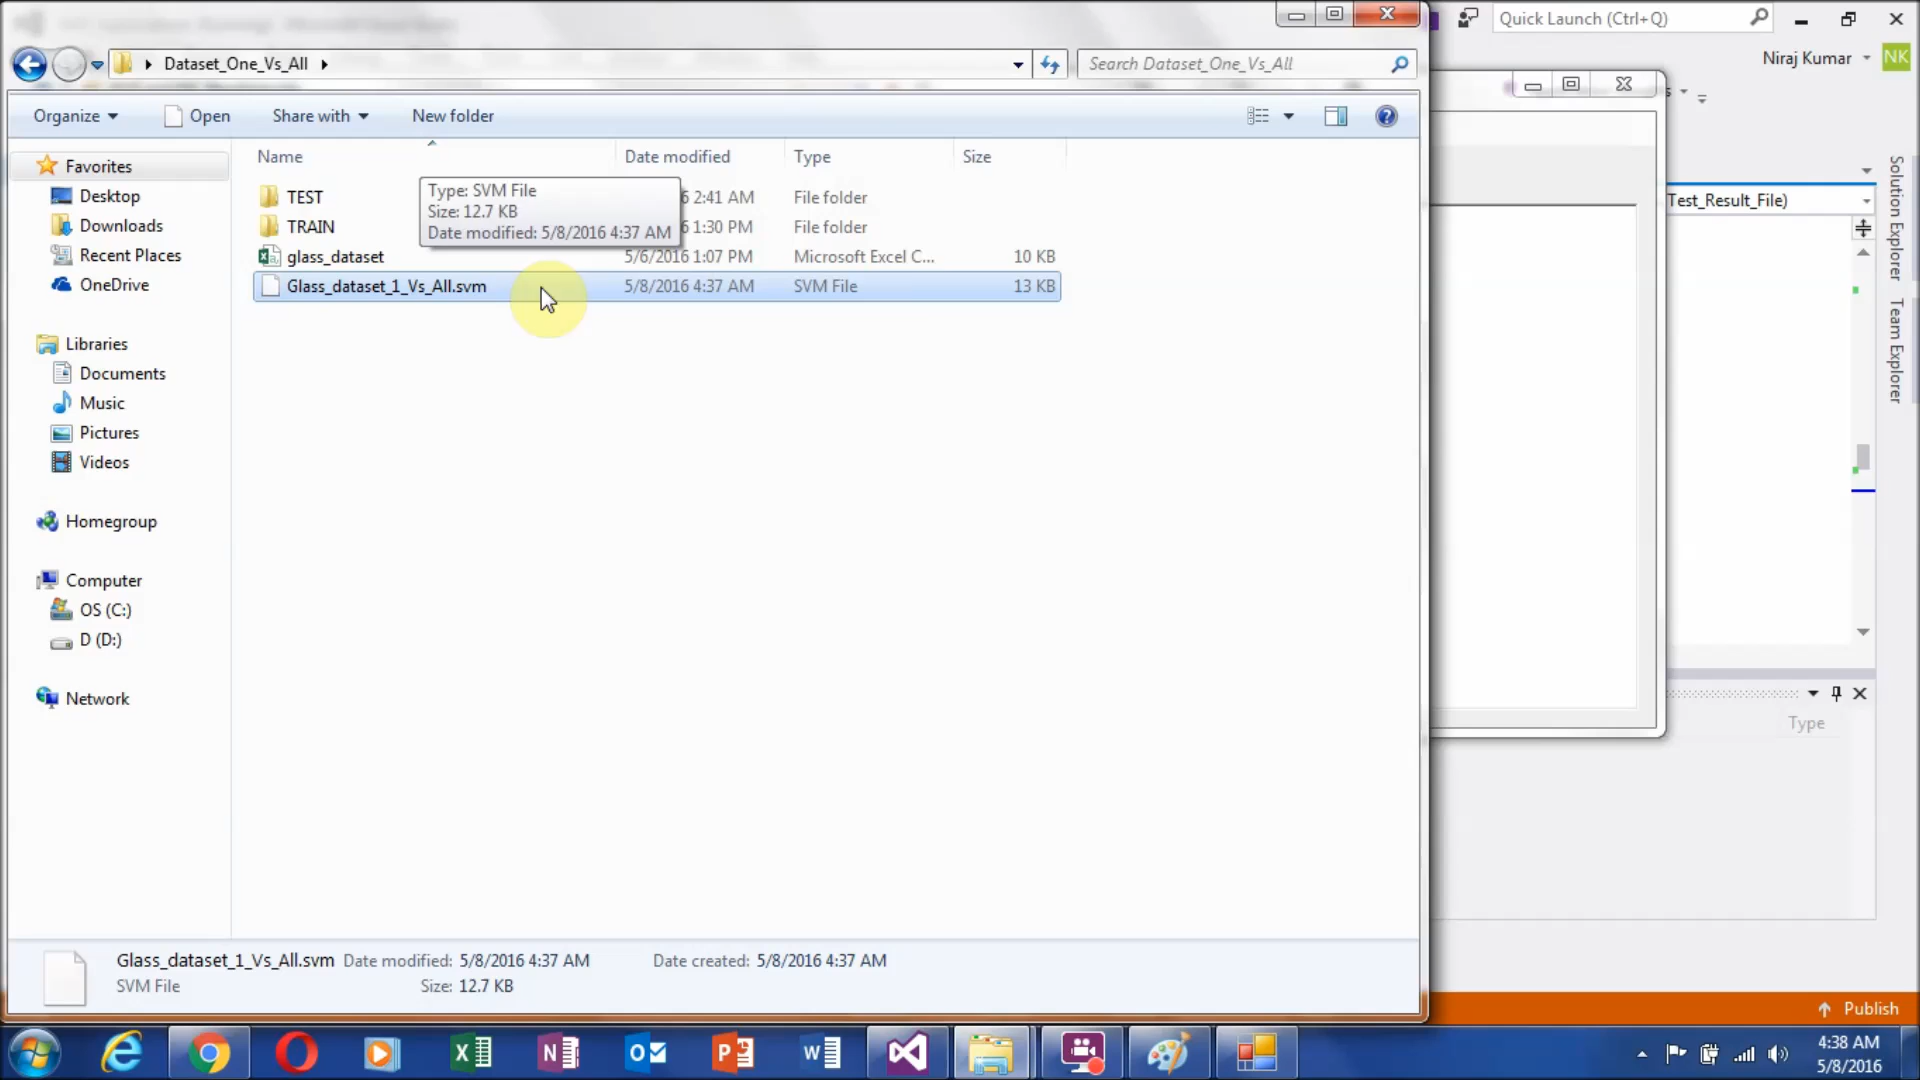 Quick Launch (Ctrl+Q)
Dataset_One_Vs_All
Search Dataset_One_Vs_All
Niraj Kumar
NK
Organize
Open
Share with
New folder
Name
Date modified
Type
Size
Favorites
Desktop
Downloads
Recent Places
OneDrive
Libraries
Documents
Music
Pictures
Videos
Homegroup
Computer
OS (C:)
D (D:)
Network
TEST
6 2:41 AM
File folder
TRAIN
6 1:30 PM
File folder
glass_dataset
5/6/2016 1:07 PM
Microsoft Excel C...
10 KB
Glass_dataset_1_Vs_All.svm
5/8/2016 4:37 AM
SVM File
13 KB
Type: SVM File
Size: 12.7 KB
Date modified: 5/8/2016 4:37 AM
Test_Result_File)
Solution Explorer
Team Explorer
Type
Glass_dataset_1_Vs_All.svm
Date modified: 5/8/2016 4:37 AM
Date created: 5/8/2016 4:37 AM
SVM File
Size: 12.7 KB
Publish
4:38 AM
5/8/2016